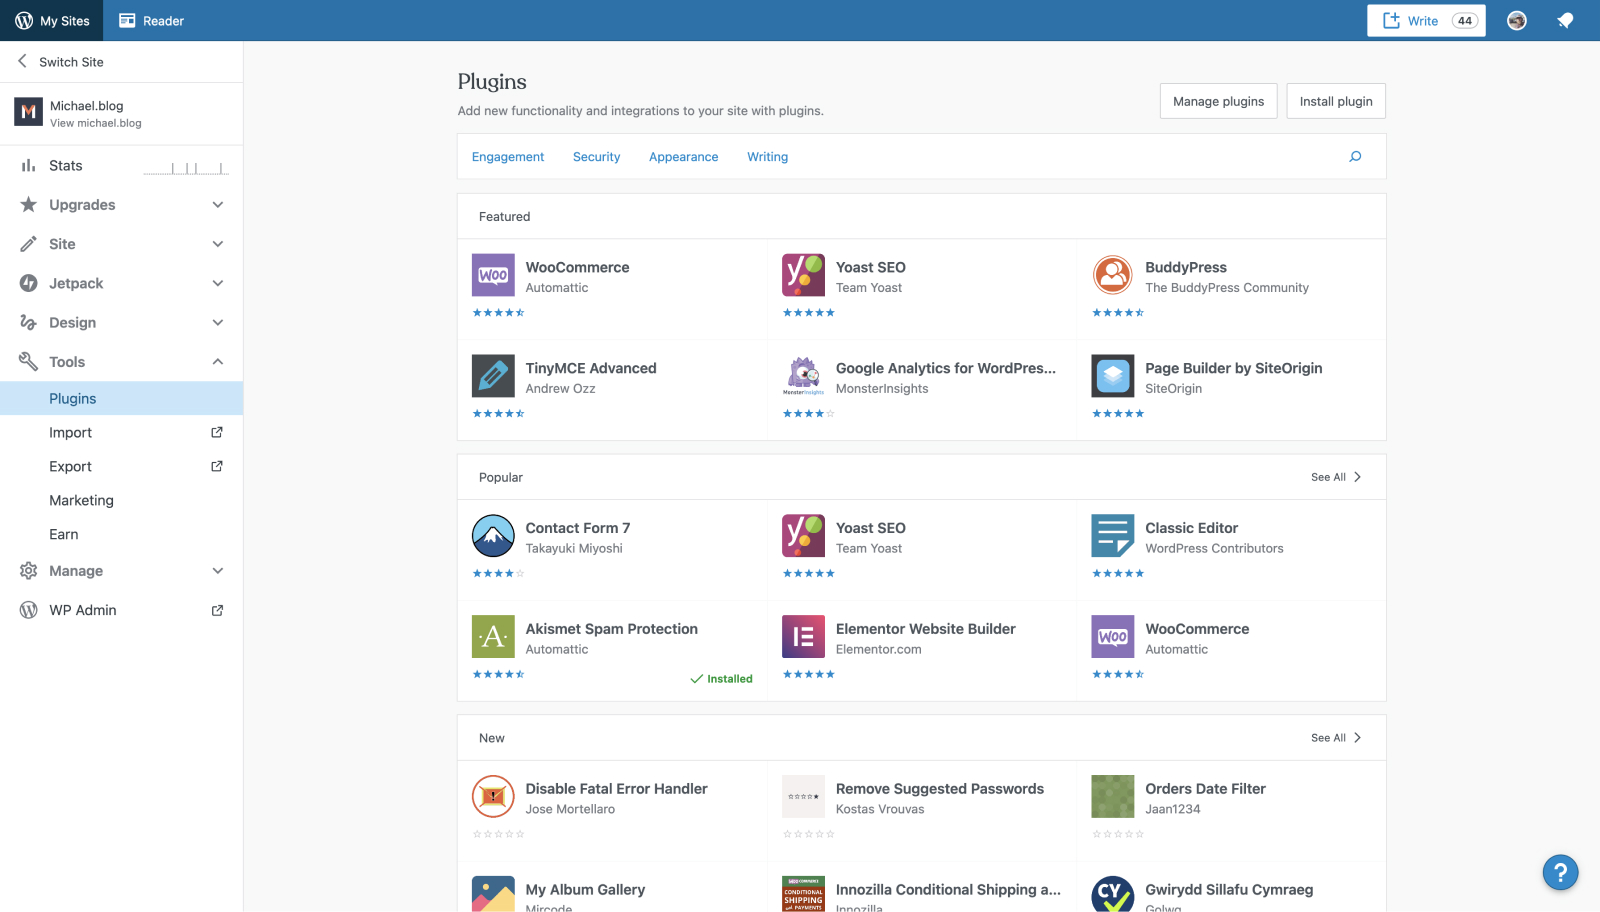 My Sites
Reader
Write 44
Switch Site
Michael.blog
View michael.blog
Stats
Upgrades
Site
Jetpack
Design
Tools
Plugins
Import
Export
Marketing
Earn
Manage
WP Admin
Plugins
Add new functionality and integrations to your site with plugins.
Manage plugins
Install plugin
Engagement Security Appearance Writing
Featured
WooCommerce
Automattic
Yoast SEO
Team Yoast
BuddyPress
The BuddyPress Community
TinyMCE Advanced
Andrew Ozz
MonsterInsights
Google Analytics for WordPres...
MonsterInsights
Page Builder by SiteOrigin
SiteOrigin
Popular
See All
Contact Form 7
Takayuki Miyoshi
Yoast SEO
Team Yoast
Classic Editor
WordPress Contributors
Akismet Spam Protection
Automattic
Installed
Elementor Website Builder
Elementor.com
WooCommerce
Automattic
New
See All
Disable Fatal Error Handler
Jose Mortellaro
Remove Suggested Passwords
Kostas Vrouvas
Orders Date Filter
Jaan1234
My Album Gallery
Mircode
CONDITIONAL
SHIPPING
and PAYMENTS
Innozilla Conditional Shipping a...
Innozilla
CY
Gwirydd Sillafu Cymraeg
Golwg
?